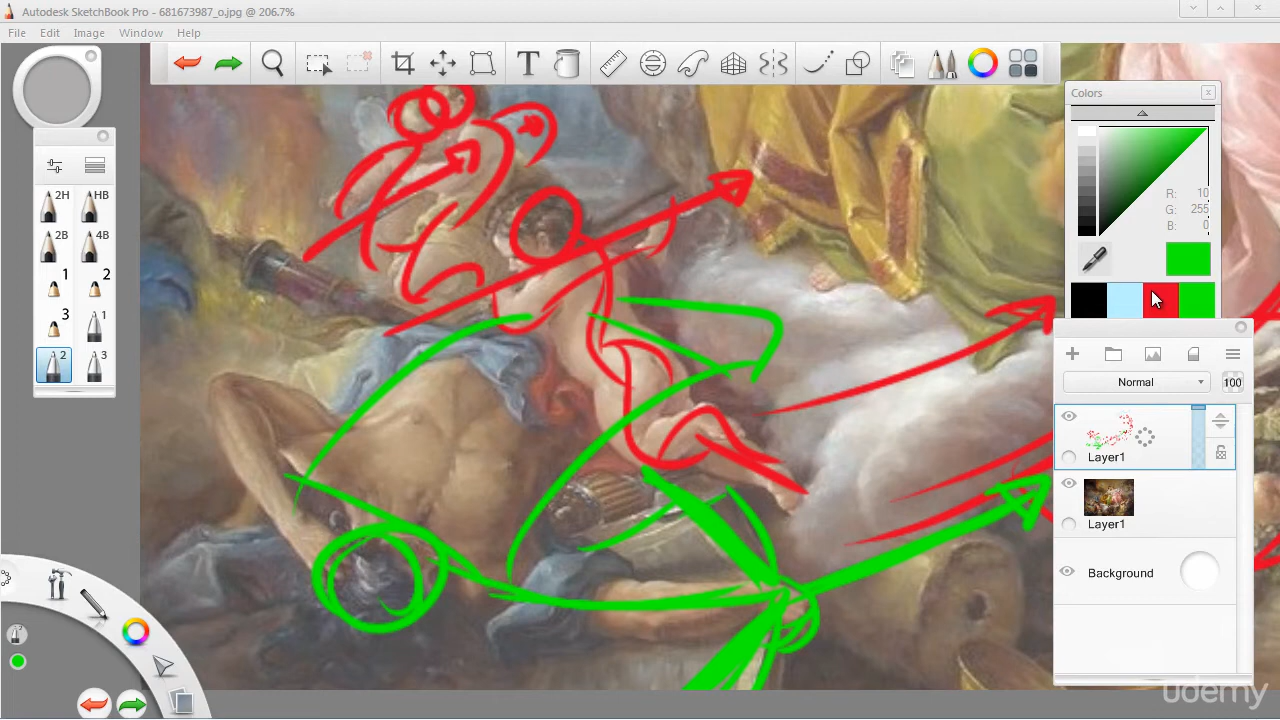 Autodesk SketchBook Pro - 681673987_o.jpg @ 206.7%
File Edit Image Window Help
T
Colors
2H HB
2B 4B
1 2
3 1
2 3
R: 10
G: 255
B: 0
Normal 100
Layer1
Layer1
Background
udemy